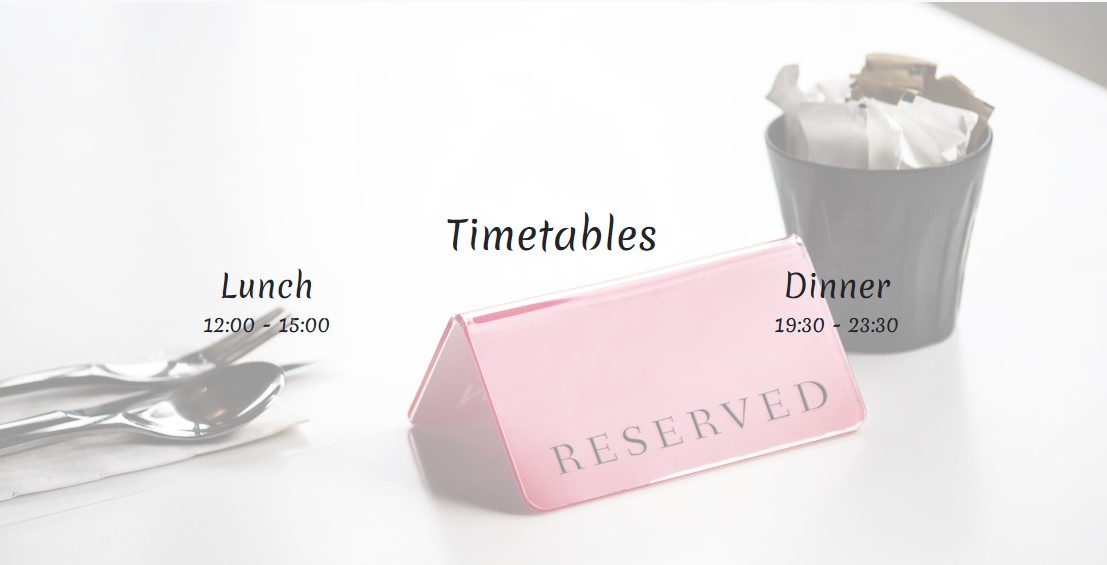 Timetables
Lunch
12:00 - 15:00
Dinner
19:30 - 23:30
RESERVED